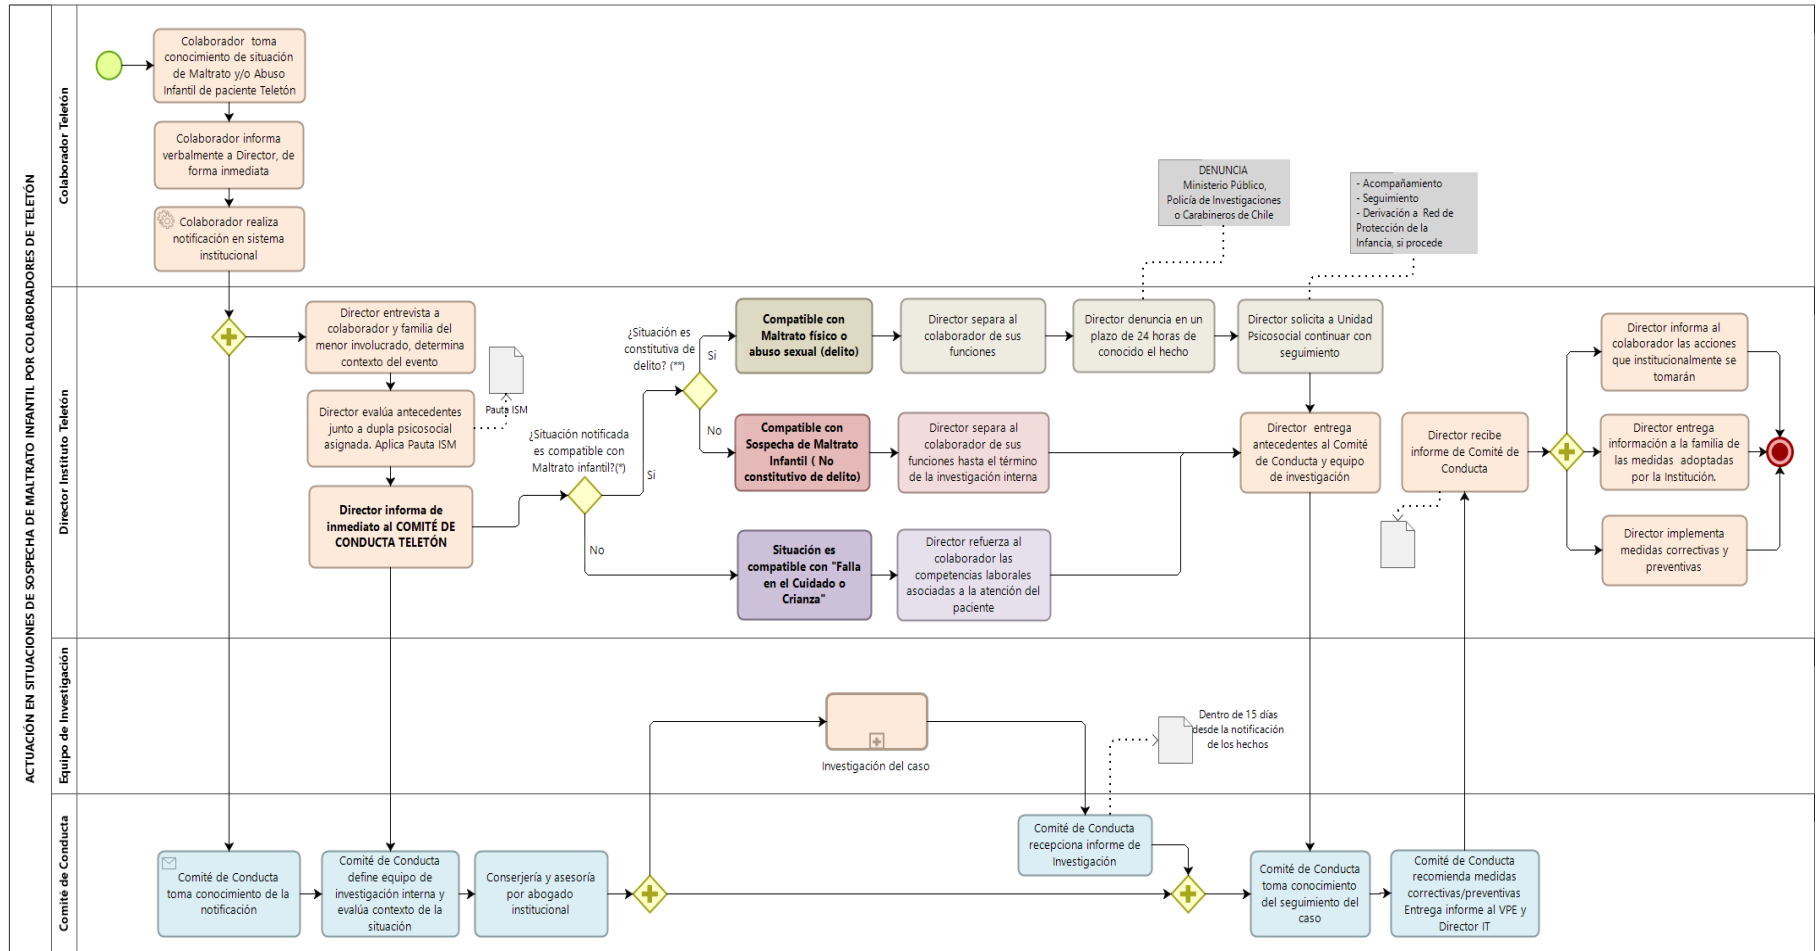 ACTUACIÓN EN SITUACIONES DE SOSPECHA DE MALTRATO INFANTIL POR COLABORADORES DE TELETÓN
Colaborador Teletón
Colaborador toma
conocimiento de situación
de Maltrato y/o Abuso
Infantil de paciente Teletón
Colaborador informa
verbalmente a Director, de
forma inmediata
Colaborador realiza
notificación en sistema
institucional
DENUNCIA
Ministerio Público,
Policía de Investigaciones
o Carabineros de Chile
- Acompañamiento
- Seguimiento
- Derivación a Red de
Protección de la
Infancia, si procede
Director Instituto Teletón
Director entrevista a
colaborador y familia del
menor involucrado, determina
contexto del evento
Pauta ISM
Director evalúa antecedentes
junto a dupla psicosocial
asignada. Aplica Pauta ISM
Director informa de
inmediato al COMITÉ DE
CONDUCTA TELETÓN
¿Situación notificada
es compatible con
Maltrato infantil?(*)
Si
No
¿Situación es
constitutiva de
delito? (**)
Si
No
Compatible con
Maltrato físico o
abuso sexual (delito)
Director separa al
colaborador de sus
funciones
Director denuncia en un
plazo de 24 horas de
conocido el hecho
Director solicita a Unidad
Psicosocial continuar con
seguimiento
Compatible con
Sospecha de Maltrato
Infantil ( No
constitutivo de delito)
Director separa al
colaborador de sus
funciones hasta el término
de la investigación interna
Director entrega
antecedentes al Comité
de Conducta y equipo
de investigación
Situación es
compatible con "Falla
en el Cuidado o
Crianza"
Director refuerza al
colaborador las
competencias laborales
asociadas a la atención del
paciente
Director recibe
informe de Comité de
Conducta
Director informa al
colaborador las acciones
que institucionalmente se
tomarán
Director entrega
información a la familia de
las medidas adoptadas
por la Institución.
Director implementa
medidas correctivas y
preventivas
Equipo de Investigación
Investigación del caso
Dentro de 15 días
desde la notificación
de los hechos
Comité de Conducta
Comité de Conducta
toma conocimiento de la
notificación
Comité de Conducta
define equipo de
investigación interna y
evalúa contexto de la
situación
Conserjería y asesoría
por abogado
institucional
Comité de Conducta
recepciona informe de
Investigación
Comité de Conducta
toma conocimiento
del seguimiento del
caso
Comité de Conducta
recomienda medidas
correctivas/preventivas
Entrega informe al VPE y
Director IT